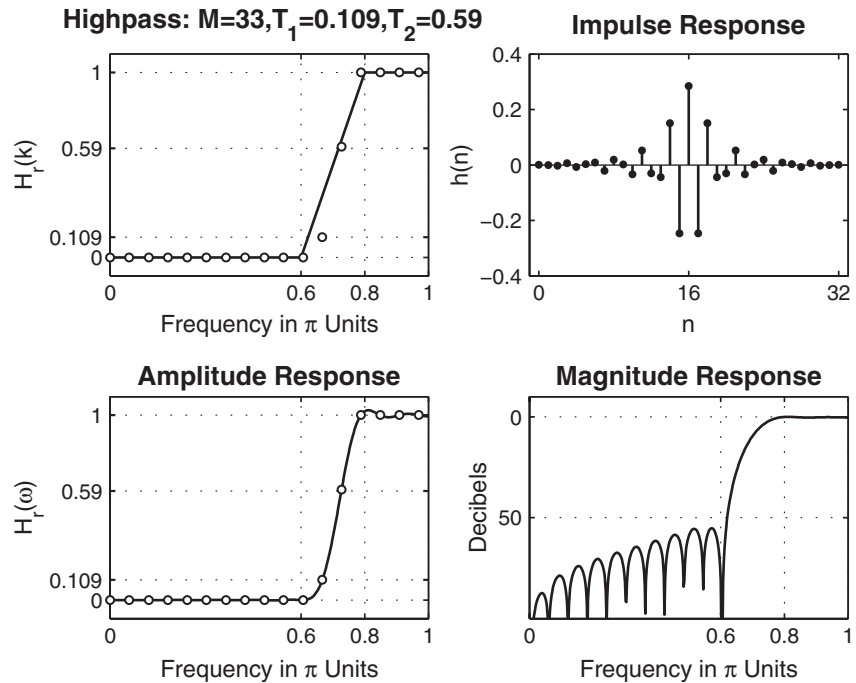 Highpass: M=33,T1=0.109,T2=0.59
Hr(k)
1
0.59
0.109
0
0
0.6
0.8
1
Frequency in π Units
Impulse Response
h(n)
0.4
0.2
0
−0.2
−0.4
0
16
32
n
Amplitude Response
Hr(ω)
1
0.59
0.109
0
0
0.6
0.8
1
Frequency in π Units
Magnitude Response
Decibels
0
50
0
0.6
0.8
1
Frequency in π Units